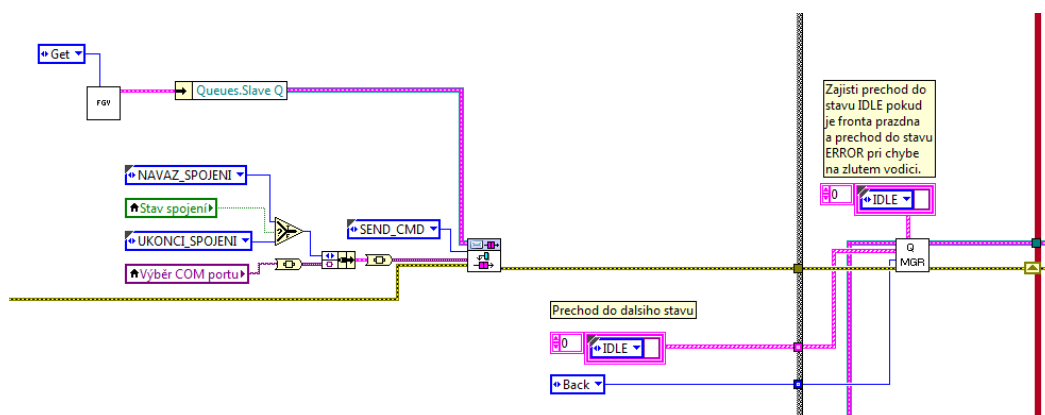 Get
FGV
Queues.Slave Q
NAVAZ_SPOJENI
Stav spojení
UKONCI_SPOJENI
Výběr COM portu
SEND_CMD
Zajisti prechod do
stavu IDLE pokud
je fronta prazdna
a prechod do stavu
ERROR pri chybe
na zlutem vodici.
0
IDLE
Q
MGR
Prechod do dalsiho stavu
0
IDLE
Back